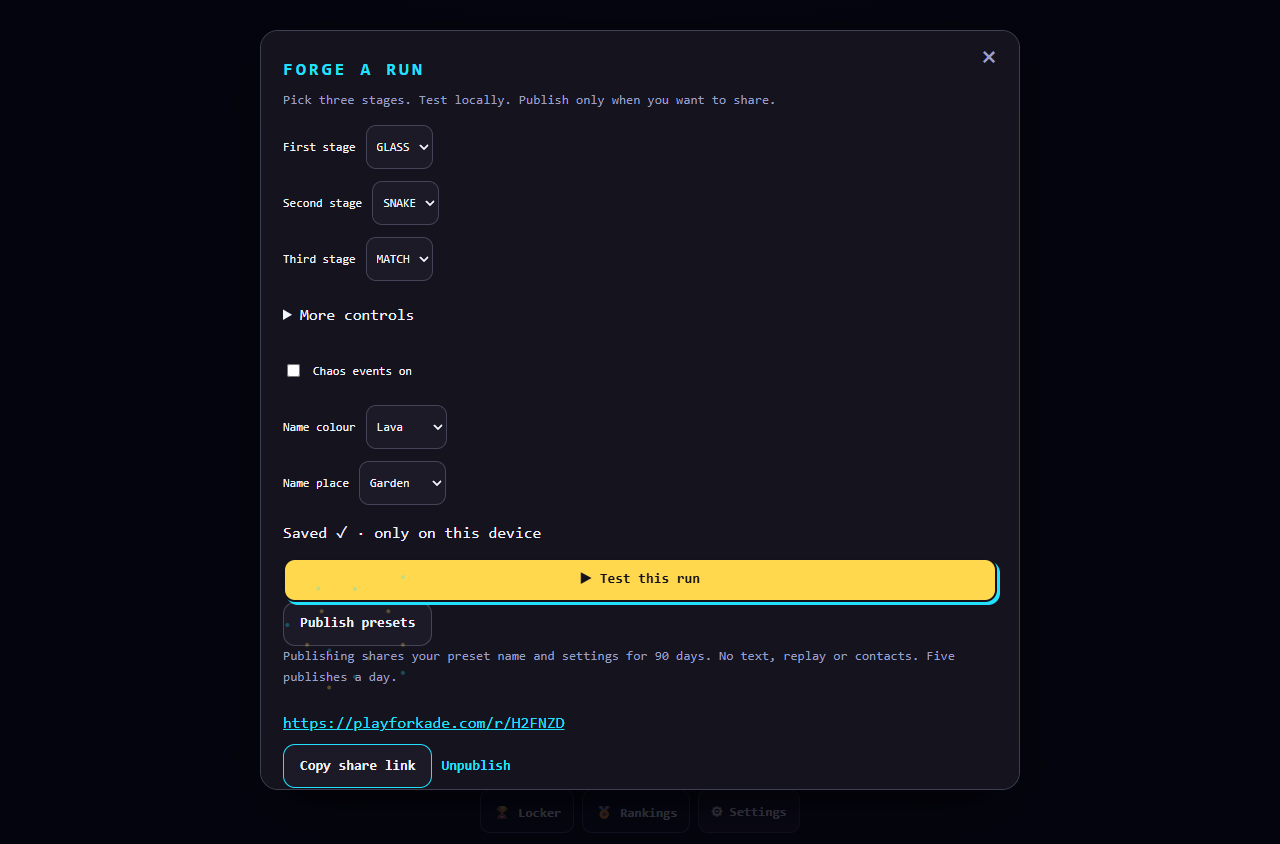 FORGE A RUN
✕
Pick three stages. Test locally. Publish only when you want to share.
First stage GLASS
Second stage SNAKE
Third stage MATCH
▶ More controls
Chaos events on
Name colour Lava
Name place Garden
Saved ✓ · only on this device
▶ Test this run
Publish presets
Publishing shares your preset name and settings for 90 days. No text, replay or contacts. Five
publishes a day.
https://playforkade.com/r/H2FNZD
Copy share link Unpublish
Locker Rankings Settings